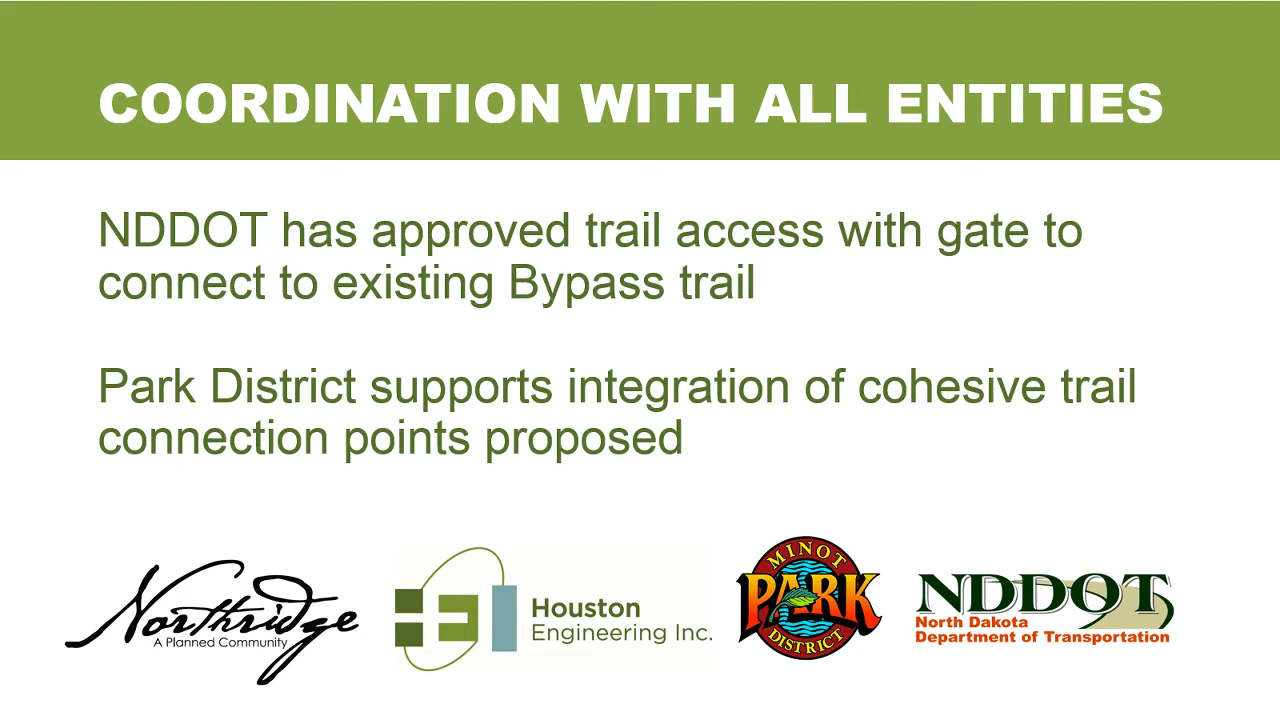 COORDINATION WITH ALL ENTITIES
NDDOT has approved trail access with gate to
connect to existing Bypass trail
Park District supports integration of cohesive trail
connection points proposed
Northridge
A Planned Community
Houston
Engineering Inc.
MINOT
PARK
DISTRICT
NDDOT
North Dakota
Department of Transportation